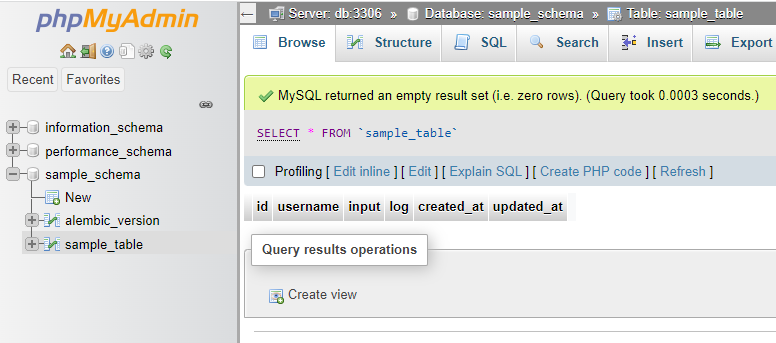 phpMyAdmin
Recent Favorites
information_schema
performance_schema
sample_schema
New
alembic_version
sample_table
Server: db:3306 » Database: sample_schema » Table: sample_table
Browse Structure SQL Search Insert Export
MySQL returned an empty result set (i.e. zero rows). (Query took 0.0003 seconds.)
SELECT * FROM `sample_table`
Profiling [ Edit inline ] [ Edit ] [ Explain SQL ] [ Create PHP code ] [ Refresh ]
id username input log created_at updated_at
Query results operations
Create view